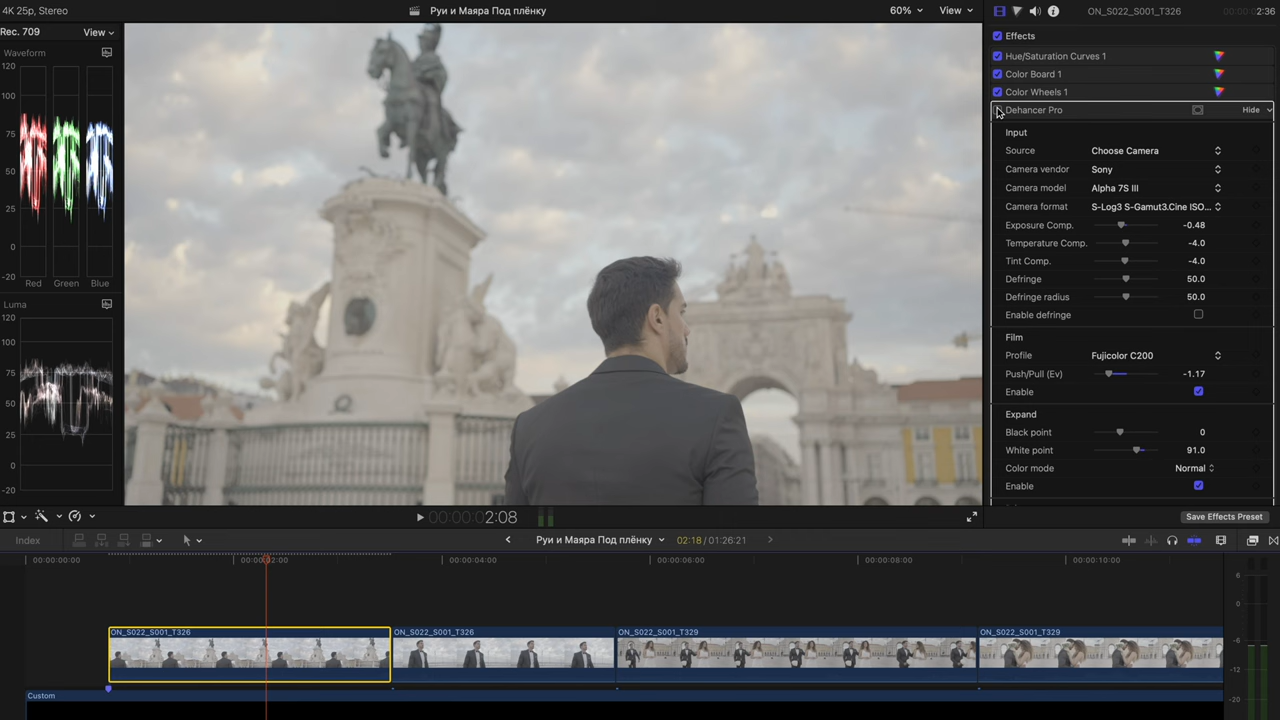 4K 25p, Stereo
Руи и Маяра Под плёнку
60%
View
ON_S022_S001_T326
2:36
Rec. 709
View
Waveform
120
100
75
50
25
0
-20
Red
Green
Blue
Luma
120
100
75
50
25
0
-20
Effects
Hue/Saturation Curves 1
Color Board 1
Color Wheels 1
Dehancer Pro
Hide
Input
Source
Choose Camera
Camera vendor
Sony
Camera model
Alpha 7S III
Camera format
S-Log3 S-Gamut3.Cine ISO...
Exposure Comp.
-0.48
Temperature Comp.
-4.0
Tint Comp.
-4.0
Defringe
50.0
Defringe radius
50.0
Enable defringe
Film
Profile
Fujicolor C200
Push/Pull (Ev)
-1.17
Enable
Expand
Black point
0
White point
91.0
Color mode
Normal
Enable
Save Effects Preset
00:00:02:08
Index
Руи и Маяра Под плёнку
02:18 / 01:26:21
00:00:00:00
00:00:02:00
00:00:04:00
00:00:06:00
00:00:08:00
00:00:10:00
ON_S022_S001_T326
ON_S022_S001_T326
ON_S022_S001_T329
ON_S022_S001_T329
Custom
6
0
-6
-12
-20